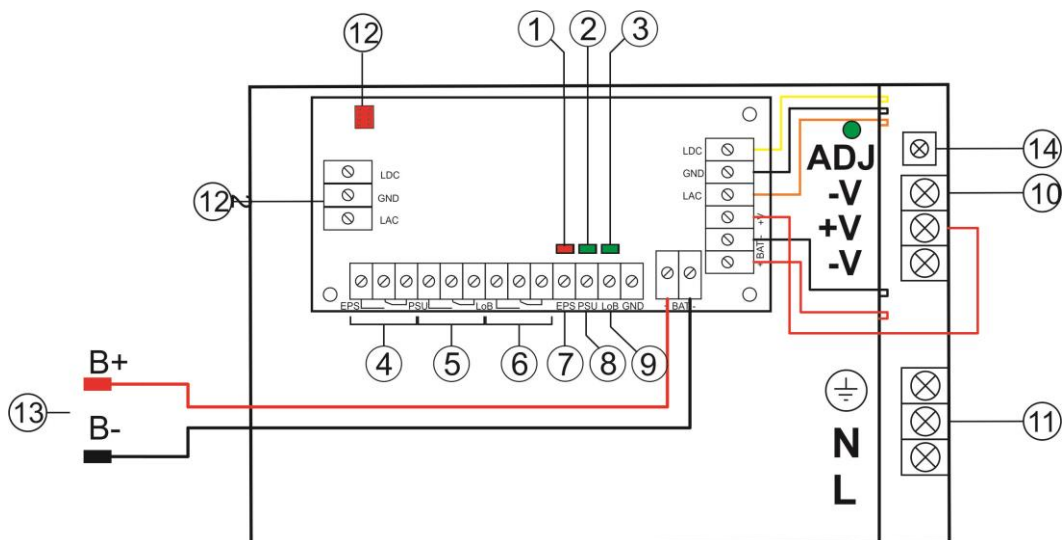 1 2 3
12
LDC
GND
LAC
12
LDC
GND
LAC
+V
- BAT +
ADJ
-V
+V
-V
14
10
EPS PSU LoB EPS PSU LoB GND + BAT -
4 5 6 7 8 9
B+
13
B-
N
L
11